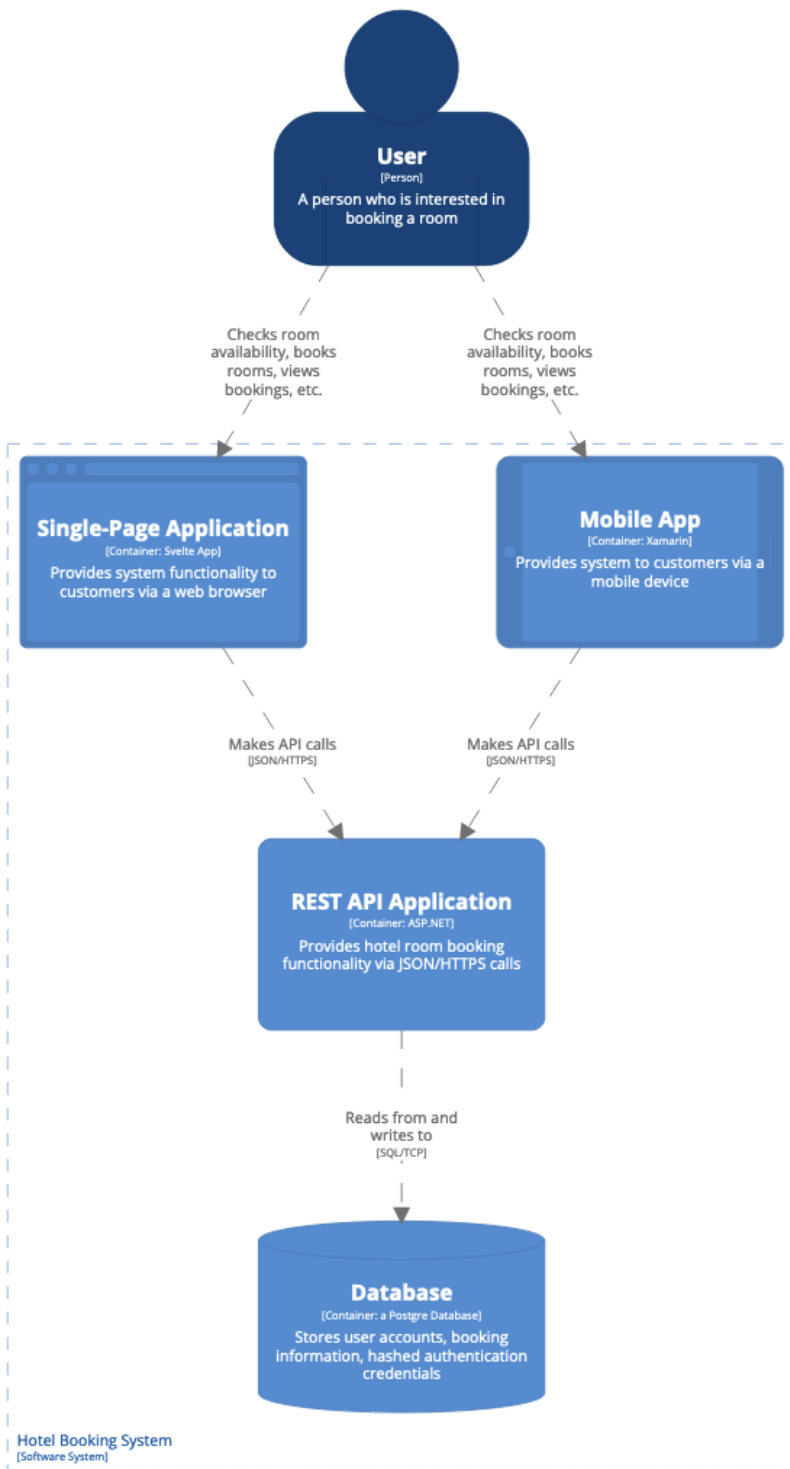 User
[Person]
A person who is interested in
booking a room
Checks room
availability, books
rooms, views
bookings, etc.
Checks room
availability, books
rooms, views
bookings, etc.
Single-Page Application
[Container: Svelte App]
Provides system functionality to
customers via a web browser
Mobile App
[Container: Xamarin]
Provides system to customers via a
mobile device
Makes API calls
[JSON/HTTPS]
Makes API calls
[JSON/HTTPS]
REST API Application
[Container: ASP.NET]
Provides hotel room booking
functionality via JSON/HTTPS calls
Reads from and
writes to
[SQL/TCP]
Database
[Container: a Postgre Database]
Stores user accounts, booking
information, hashed authentication
credentials
Hotel Booking System
[Software System]